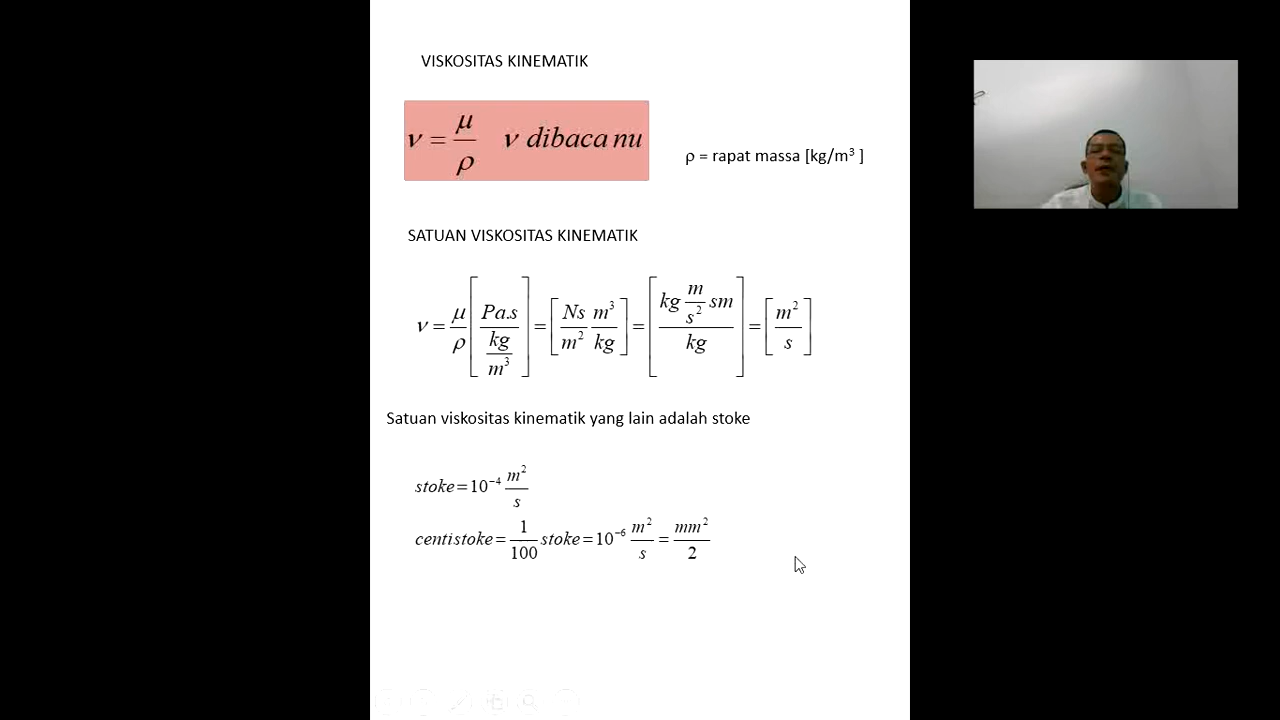 VISKOSITAS KINEMATIK
ν = μ/ρ   ν dibaca nu
ρ = rapat massa [kg/m³ ]
SATUAN VISKOSITAS KINEMATIK
ν = μ/ρ [Pa.s / (kg/m³)] = [Ns/m² m³/kg] = [kg m/s² sm / kg] = [m²/s]
Satuan viskositas kinematik yang lain adalah stoke
stoke = 10⁻⁴ m²/s
centistoke = 1/100 stoke = 10⁻⁶ m²/s = mm²/2